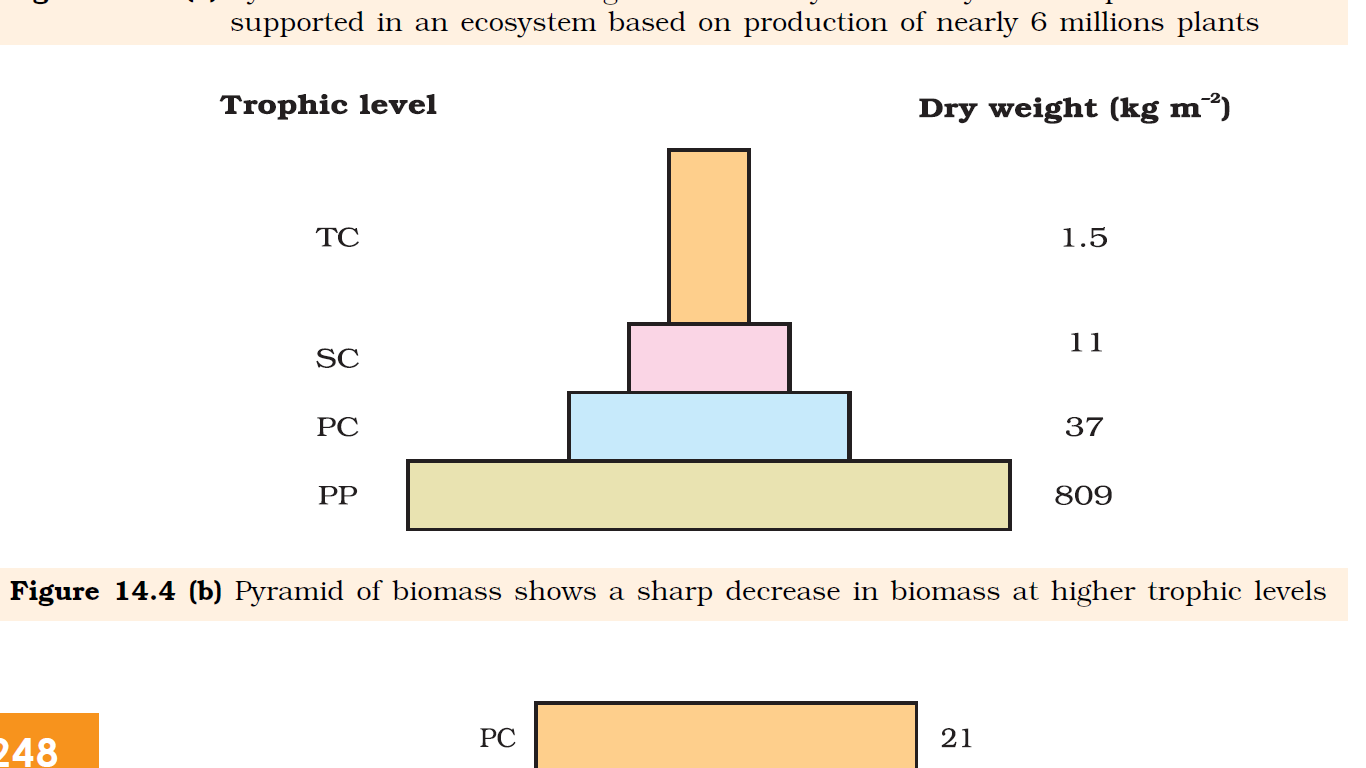 supported in an ecosystem based on production of nearly 6 millions plants
Trophic level Dry weight (kg m⁻²)
TC 1.5
SC 11
PC 37
PP 809
Figure 14.4 (b) Pyramid of biomass shows a sharp decrease in biomass at higher trophic levels
PC 21
248